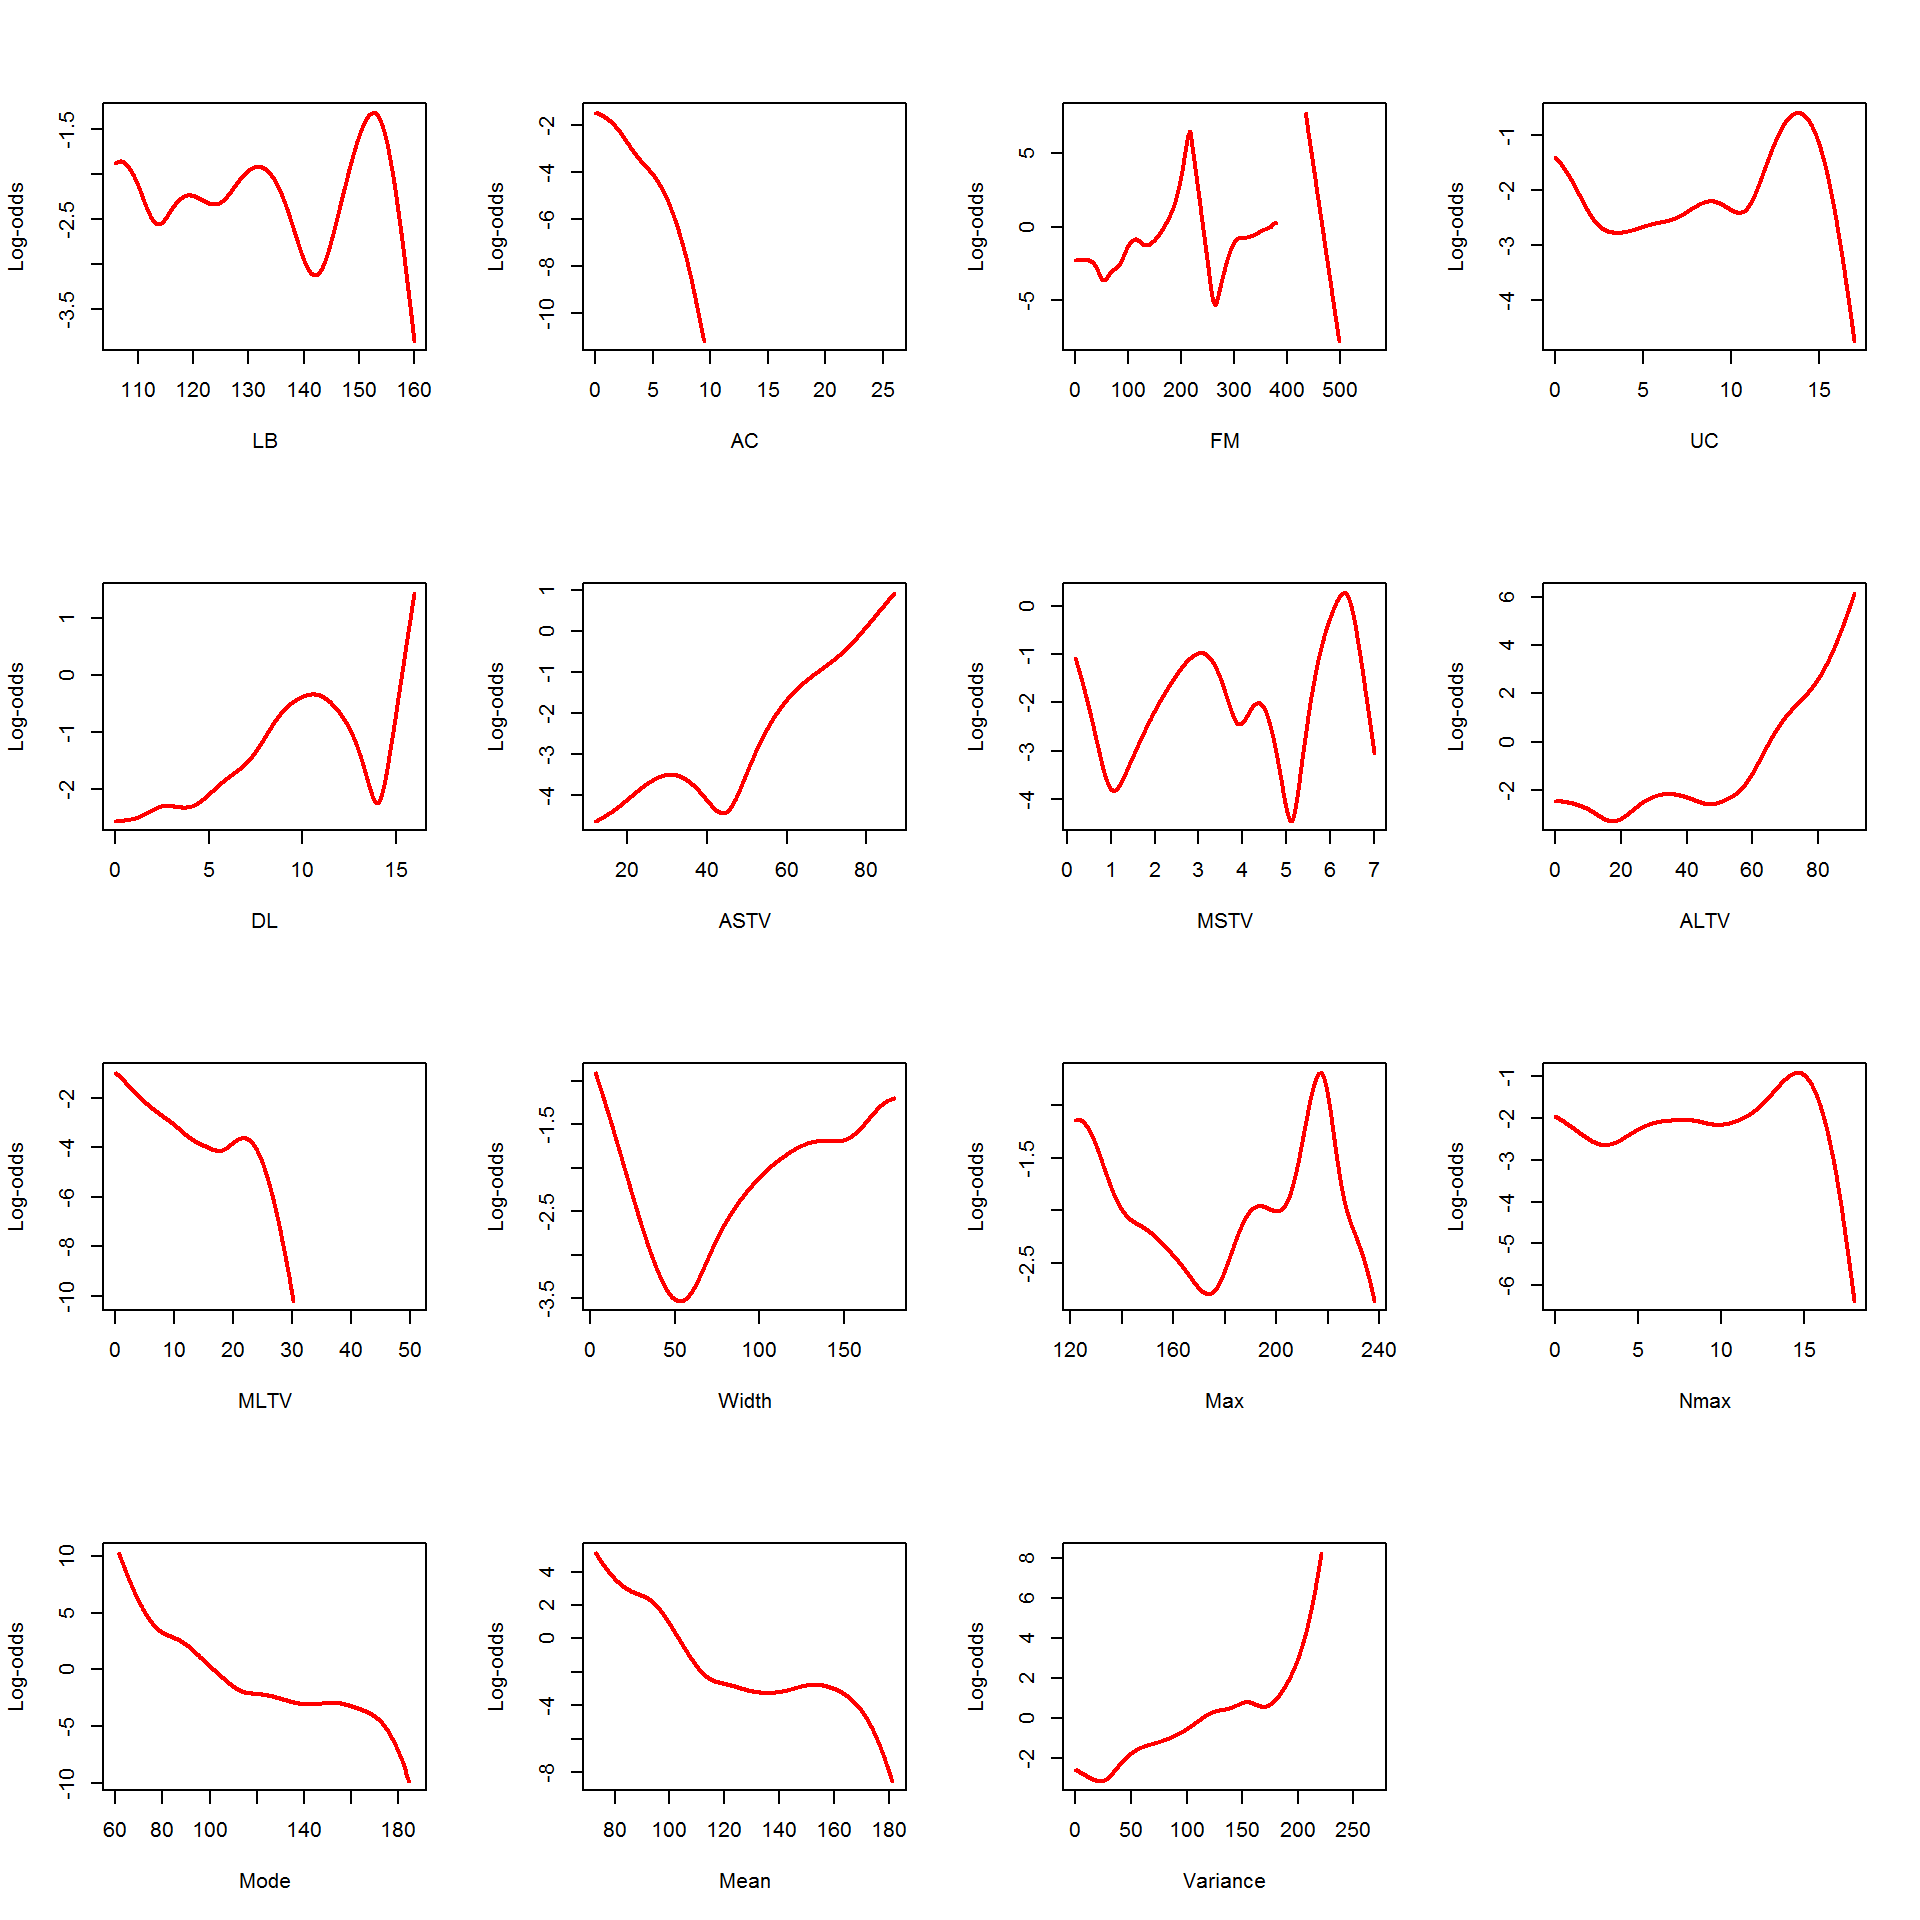 Log-odds
-3.5 -2.5 -1.5
110 120 130 140 150 160
LB
Log-odds
-10 -8 -6 -4 -2
0 5 10 15 20 25
AC
Log-odds
-5 0 5
0 100 200 300 400 500
FM
Log-odds
-4 -3 -2 -1
0 5 10 15
UC
Log-odds
-2 -1 0 1
0 5 10 15
DL
Log-odds
-4 -3 -2 -1 0 1
20 40 60 80
ASTV
Log-odds
-4 -3 -2 -1 0
0 1 2 3 4 5 6 7
MSTV
Log-odds
-2 0 2 4 6
0 20 40 60 80
ALTV
Log-odds
-10 -8 -6 -4 -2
0 10 20 30 40 50
MLTV
Log-odds
-3.5 -2.5 -1.5
0 50 100 150
Width
Log-odds
-2.5 -1.5
120 160 200 240
Max
Log-odds
-6 -5 -4 -3 -2 -1
0 5 10 15
Nmax
Log-odds
-10 -5 0 5 10
60 80 100 140 180
Mode
Log-odds
-8 -4 0 2 4
80 100 120 140 160 180
Mean
Log-odds
-2 0 2 4 6 8
0 50 100 150 200 250
Variance